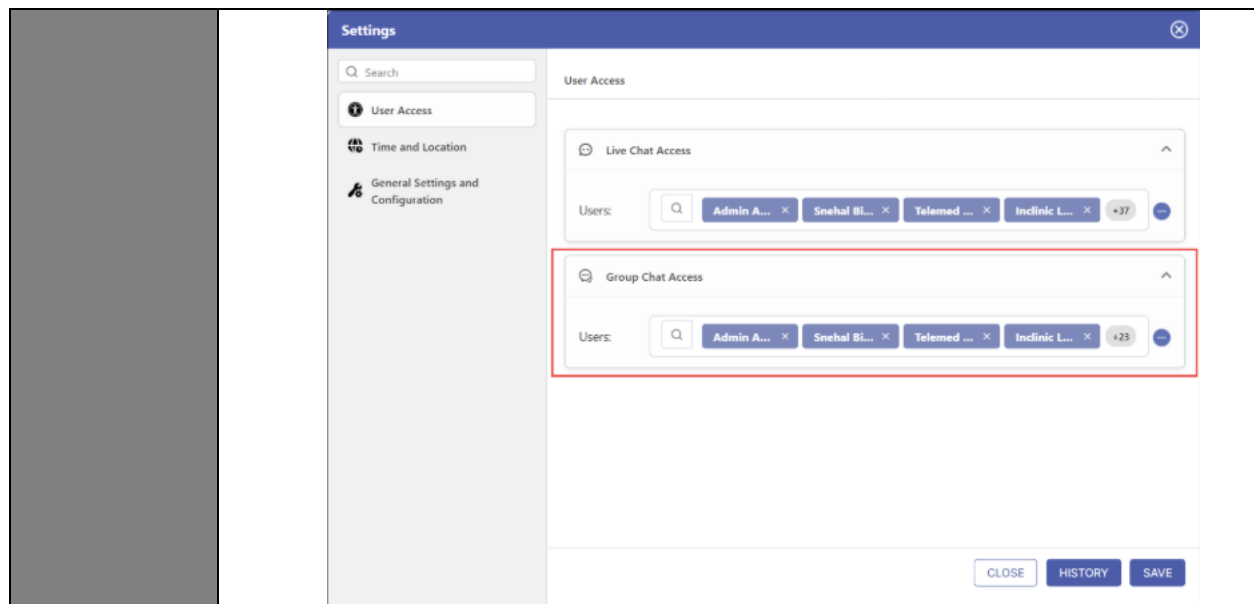 Settings
Search
User Access
Time and Location
General Settings and
Configuration
User Access
Live Chat Access
Users:
Admin A... × Snehal Bi... × Telemed ... × Inclinic L... × +37
Group Chat Access
Users:
Admin A... × Snehal Bi... × Telemed ... × Inclinic L... × +23
CLOSE HISTORY SAVE